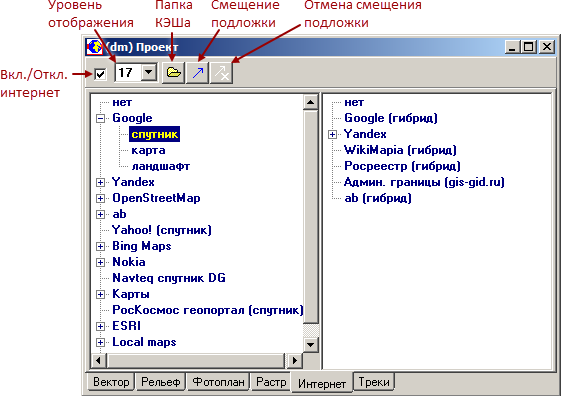 Уровень отображения
Папка КЭШа
Смещение подложки
Отмена смещения подложки
(dm) Проект
Вкл./Откл. интернет
17
нет
Google
спутник
карта
ландшафт
Yandex
OpenStreetMap
ab
Yahoo! (спутник)
Bing Maps
Nokia
Navteq спутник DG
Карты
РосКосмос геопортал (спутник)
ESRI
Local maps
нет
Google (гибрид)
Yandex
WikiMapia (гибрид)
Росреестр (гибрид)
Админ. границы (gis-gid.ru)
ab (гибрид)
Вектор
Рельеф
Фотоплан
Растр
Интернет
Треки